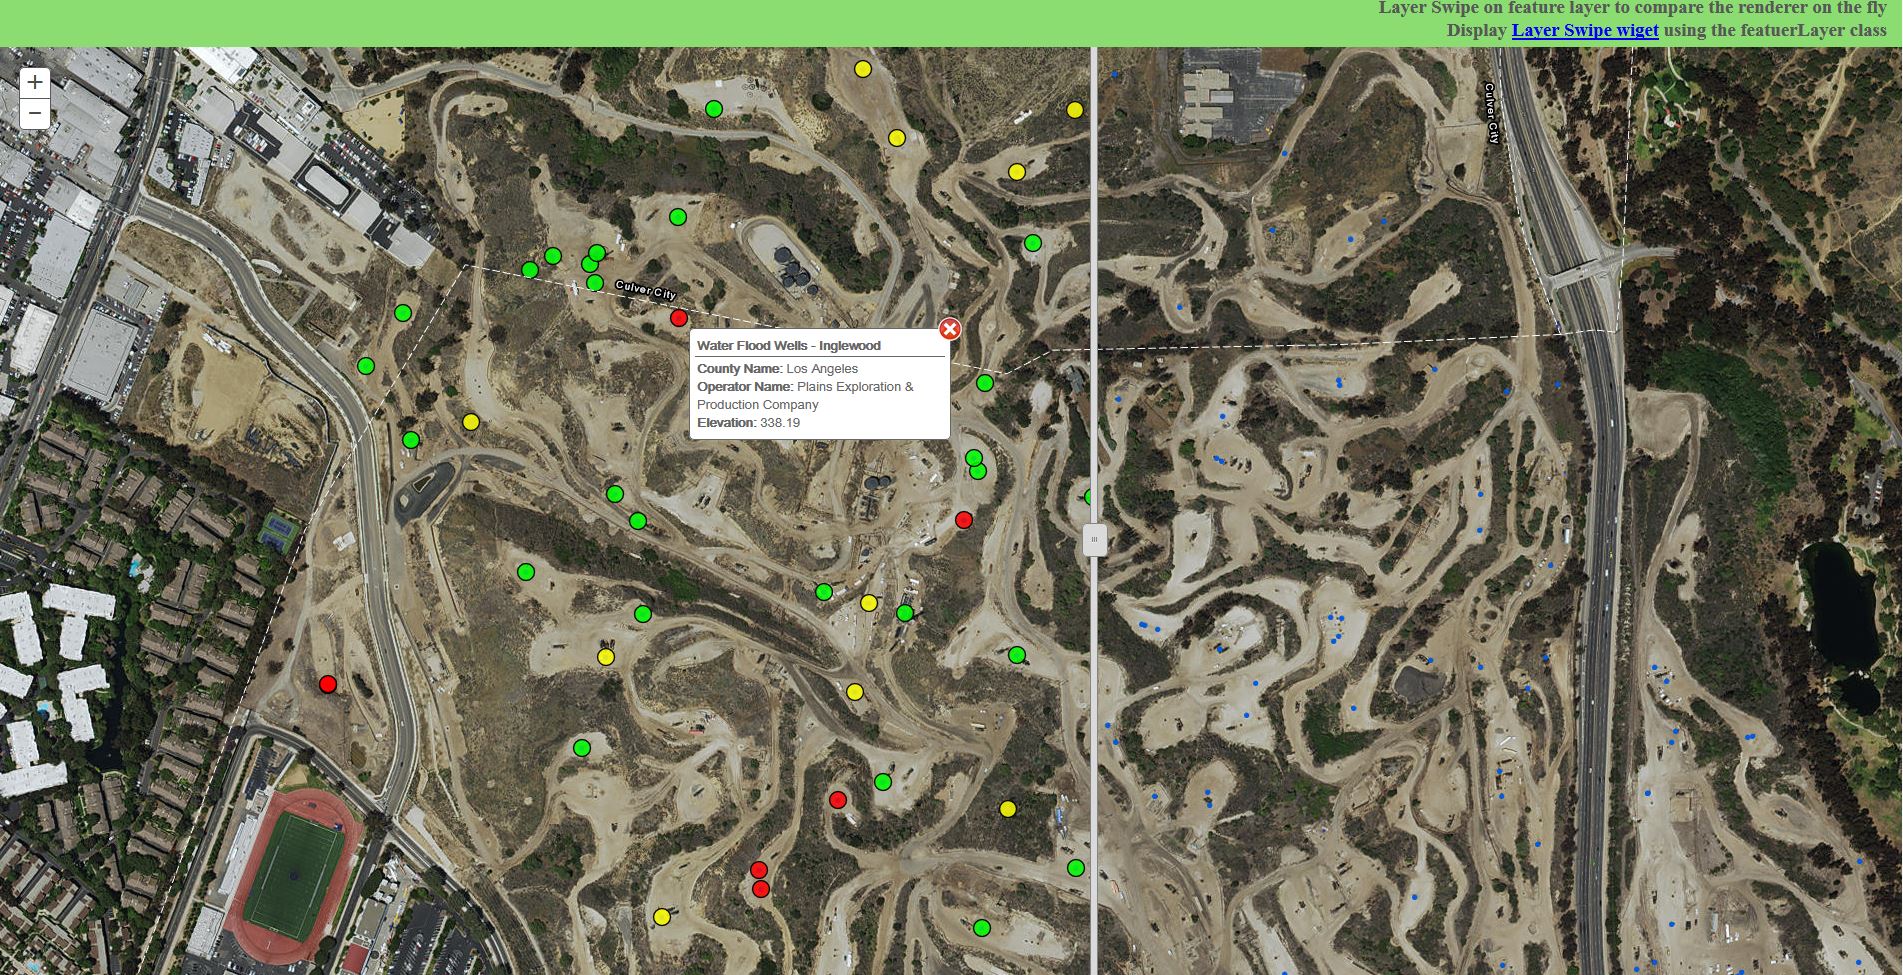 Layer Swipe on feature layer to compare the renderer on the fly
Display Layer Swipe wiget using the featuerLayer class
+
−
Culver City
Culver City
Water Flood Wells - Inglewood
County Name: Los Angeles
Operator Name: Plains Exploration &
Production Company
Elevation: 338.19